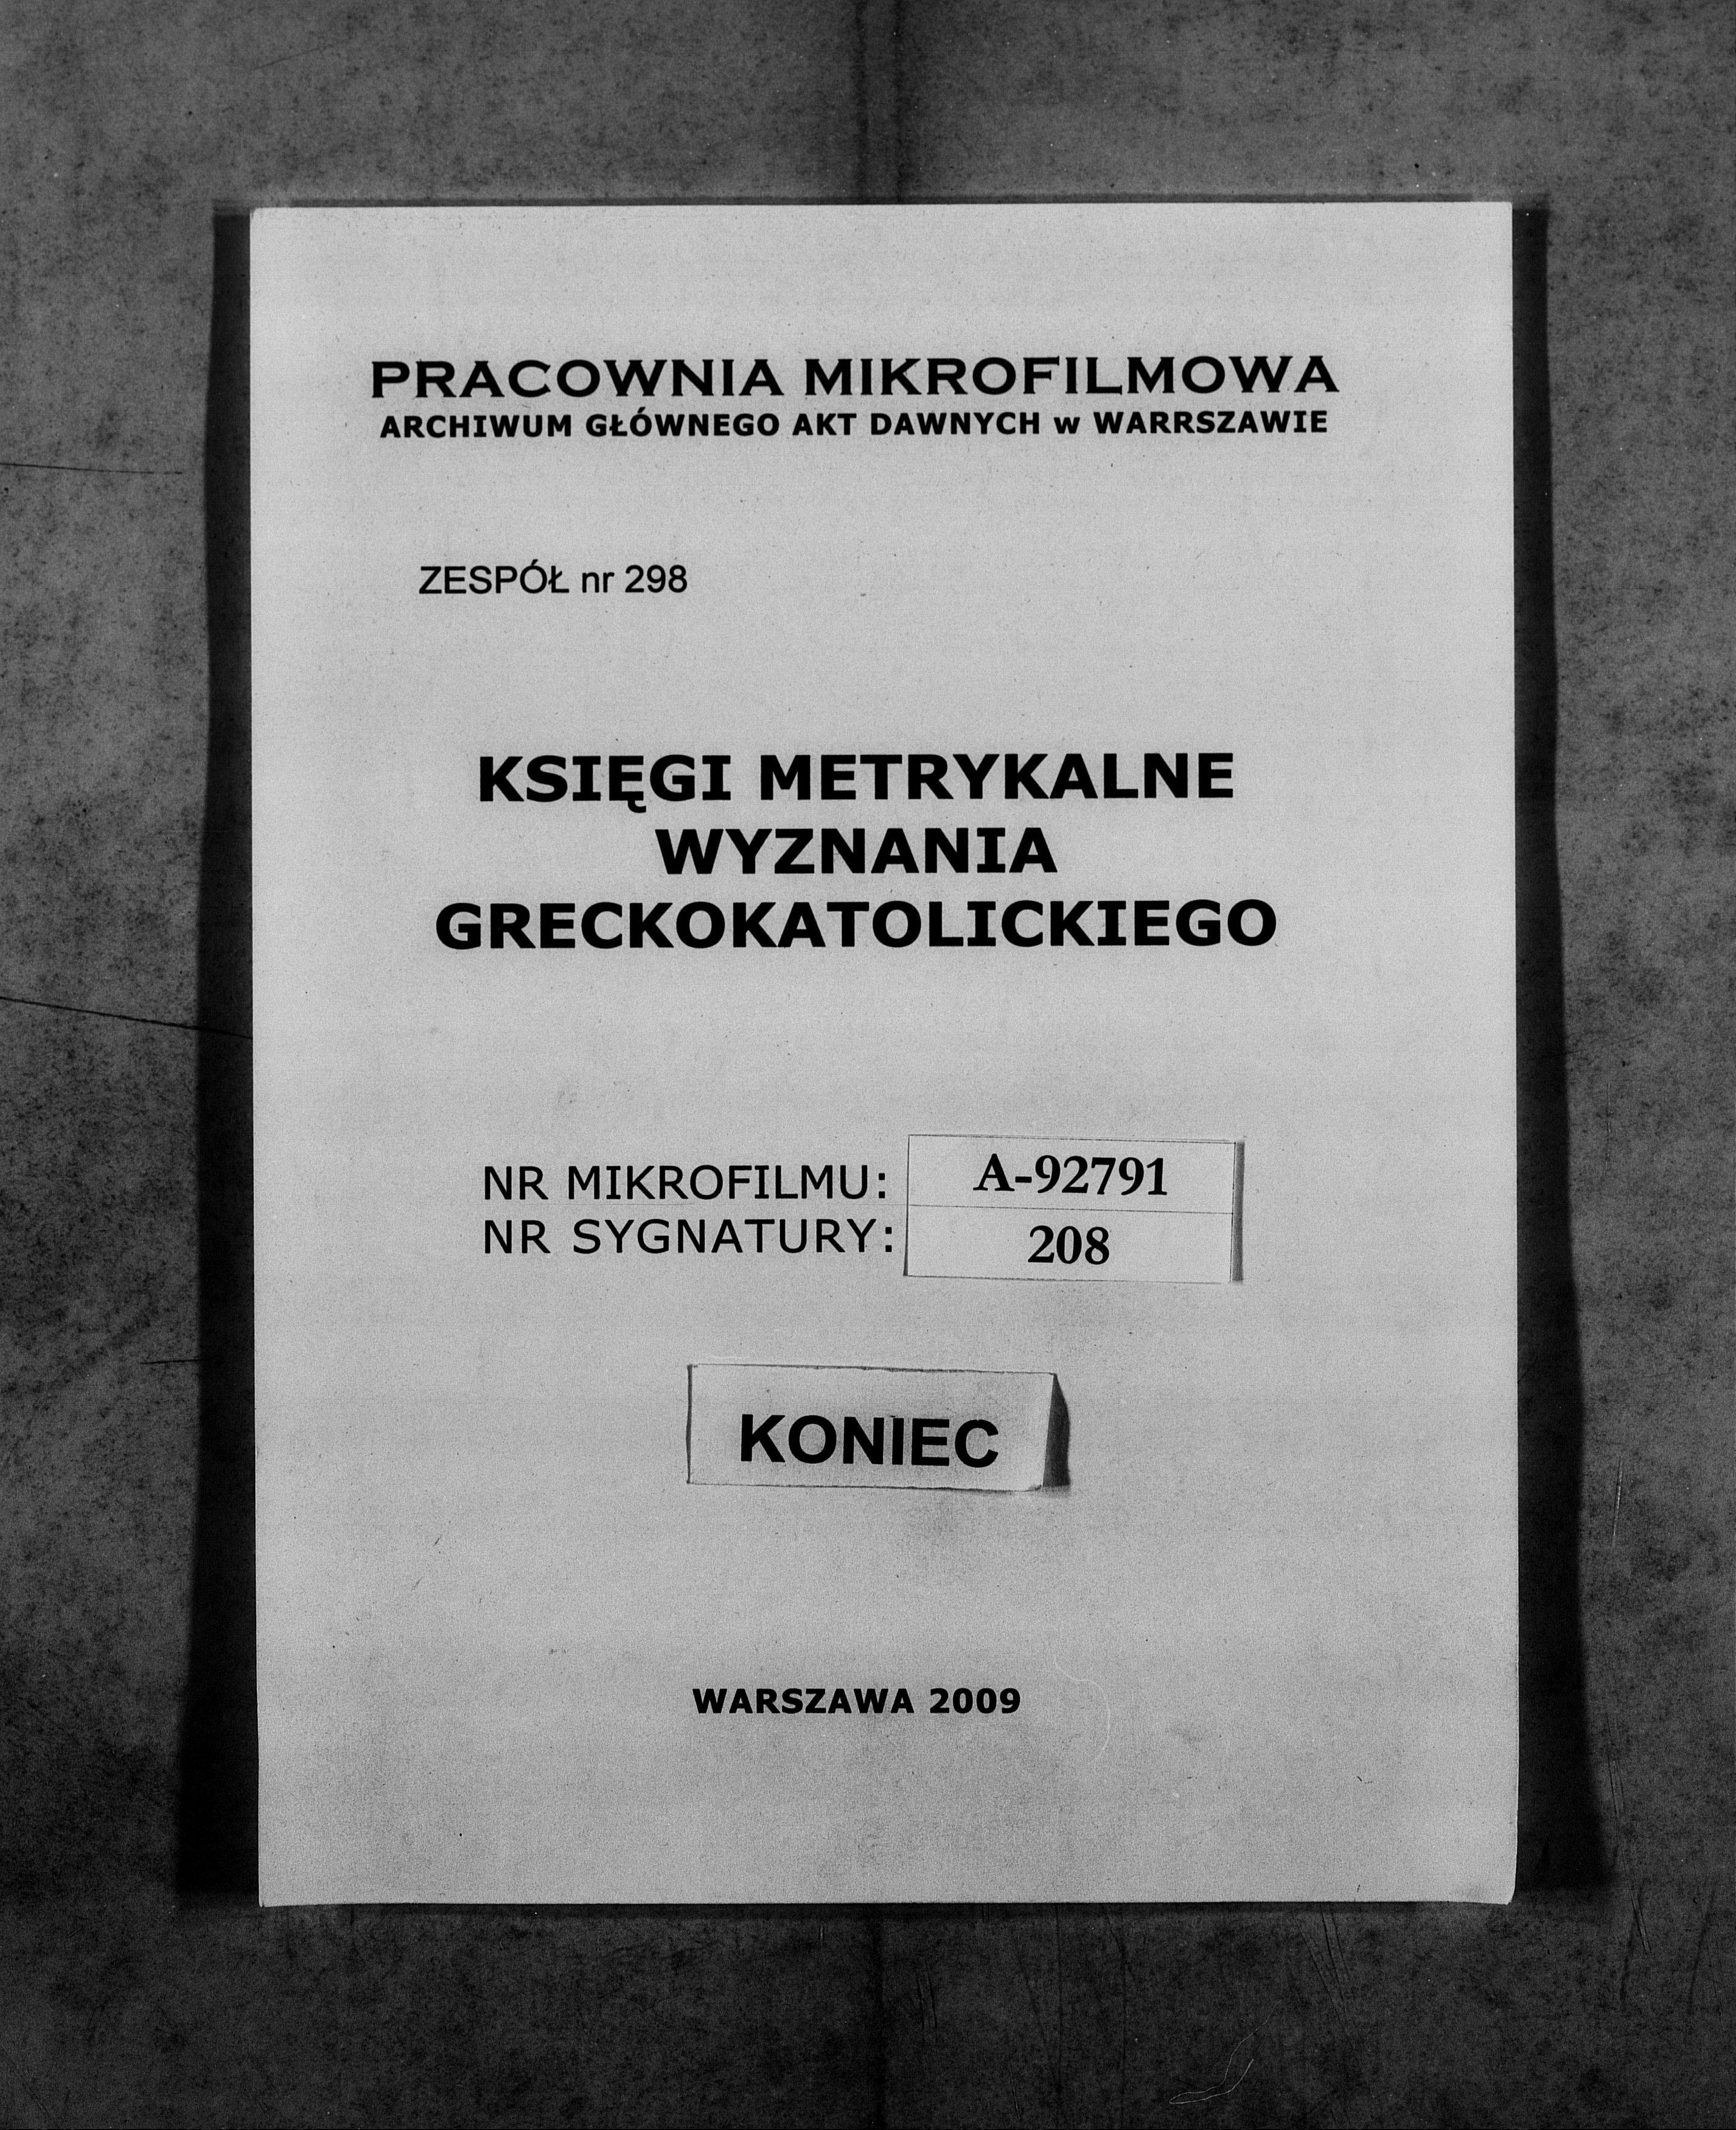 PRACOWNIA MIKROFILMOWA
ARCHIWUM GŁÓWNEGO AKT DAWNYCH w WARRSZAWIE
ZESPÓŁ nr 298
KSIĘGI METRYKALNE
WYZNANIA
GRECKOKATOLICKIEGO
NR MIKROFILMU: A-92791
NR SYGNATURY: 208
KONIEC
WARSZAWA 2009